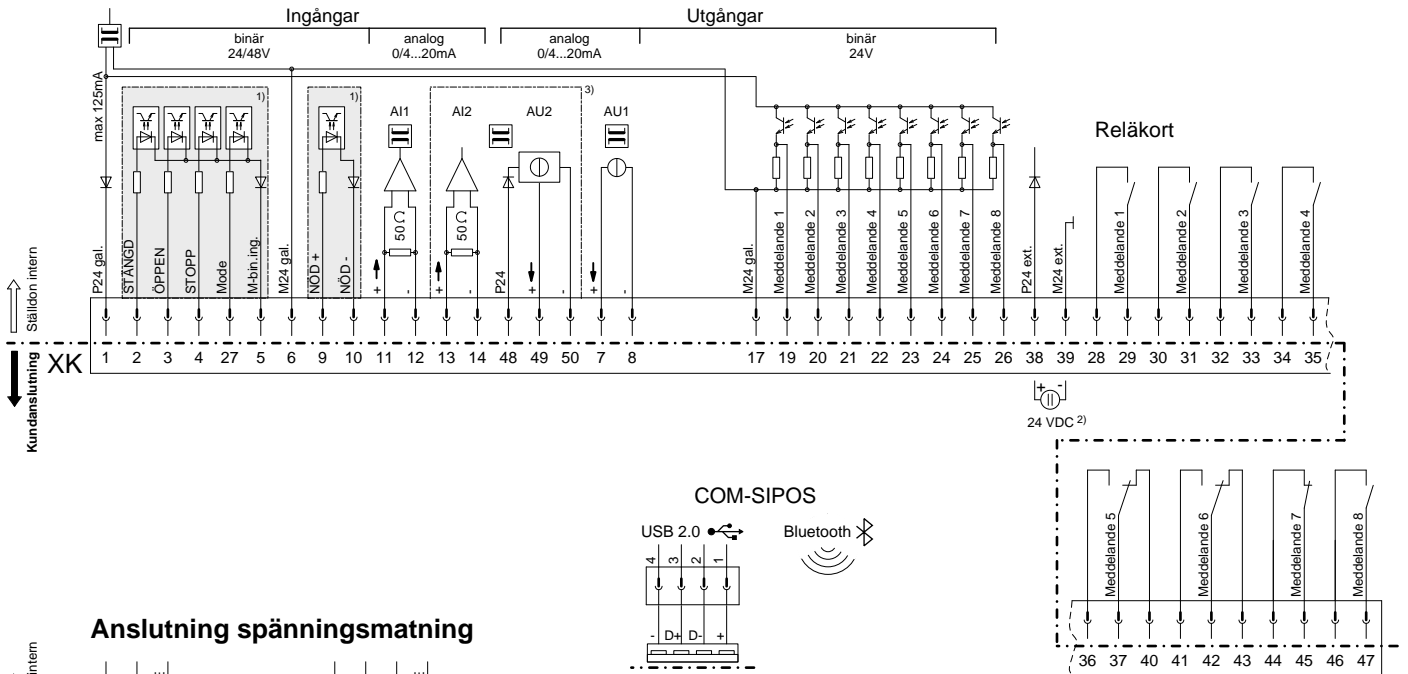 Ingångar
Utgångar
binär
24/48V
analog
0/4...20mA
analog
0/4...20mA
binär
24V
max 125mA
1)
1)
AI1
AI2
AU2
3)
AU1
Reläkort
50Ω
50Ω
P24 gal.
STÄNGD
ÖPPEN
STOPP
Mode
M-bin.ing.
M24 gal.
NÖD +
NÖD -
+
-
+
-
P24
+
-
+
-
M24 gal.
Meddelande 1
Meddelande 2
Meddelande 3
Meddelande 4
Meddelande 5
Meddelande 6
Meddelande 7
Meddelande 8
P24 ext.
M24 ext.
Meddelande 1
Meddelande 2
Meddelande 3
Meddelande 4
Ställdon intern
Kundanslutning
XK
1 2 3 4 27 5 6 9 10 11 12 13 14 48 49 50 7 8 17 19 20 21 22 23 24 25 26 38 39 28 29 30 31 32 33 34 35
+ -
24 VDC 2)
COM-SIPOS
USB 2.0
Bluetooth
4 3 2 1
- D+ D- +
Meddelande 5
Meddelande 6
Meddelande 7
Meddelande 8
36 37 40 41 42 43 44 45 46 47
Anslutning spänningsmatning
intern